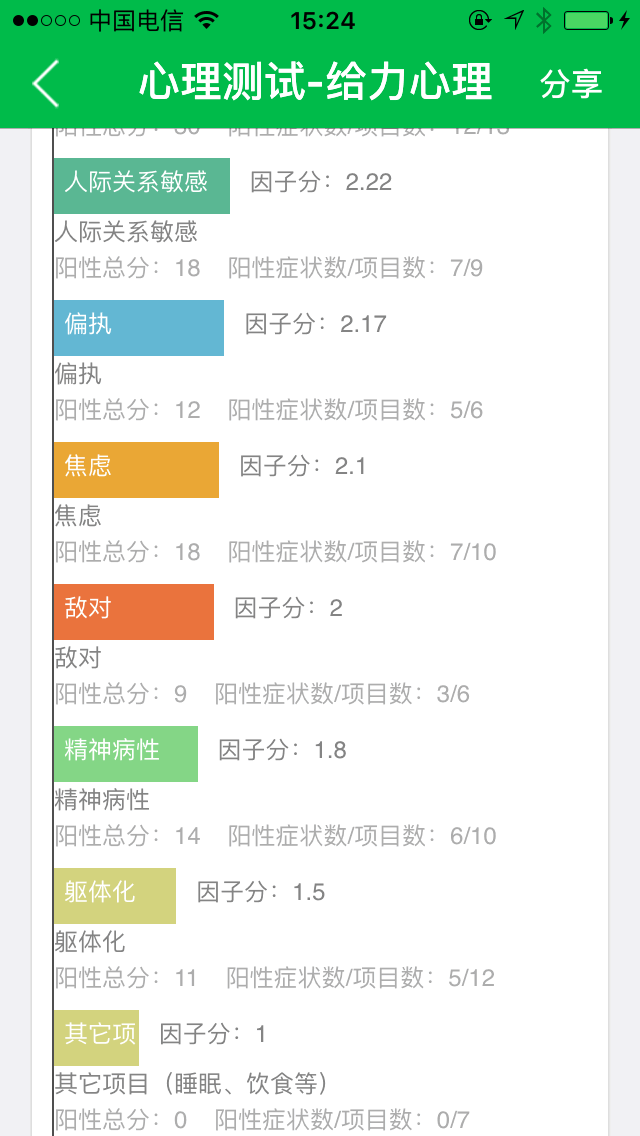 中国电信 15:24
心理测试-给力心理 分享
阳性总分：30 阳性症状数/项目数：12/13
人际关系敏感 因子分：2.22
人际关系敏感
阳性总分：18 阳性症状数/项目数：7/9
偏执 因子分：2.17
偏执
阳性总分：12 阳性症状数/项目数：5/6
焦虑 因子分：2.1
焦虑
阳性总分：18 阳性症状数/项目数：7/10
敌对 因子分：2
敌对
阳性总分：9 阳性症状数/项目数：3/6
精神病性 因子分：1.8
精神病性
阳性总分：14 阳性症状数/项目数：6/10
躯体化 因子分：1.5
躯体化
阳性总分：11 阳性症状数/项目数：5/12
其它项 因子分：1
其它项目（睡眠、饮食等）
阳性总分：0 阳性症状数/项目数：0/7